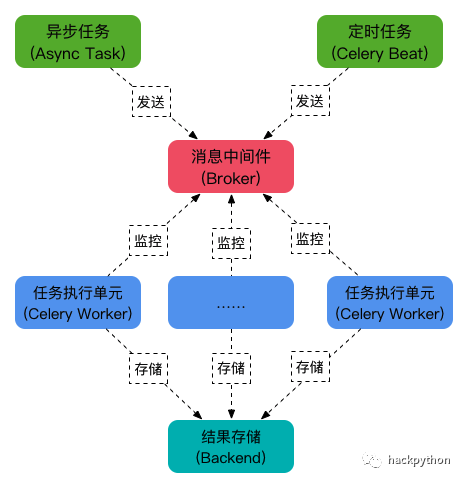 异步任务
(Async Task)
定时任务
(Celery Beat)
发送
发送
消息中间件
(Broker)
监控
监控
监控
任务执行单元
(Celery Worker)
······
任务执行单元
(Celery Worker)
存储
存储
存储
结果存储
(Backend)
hackpython